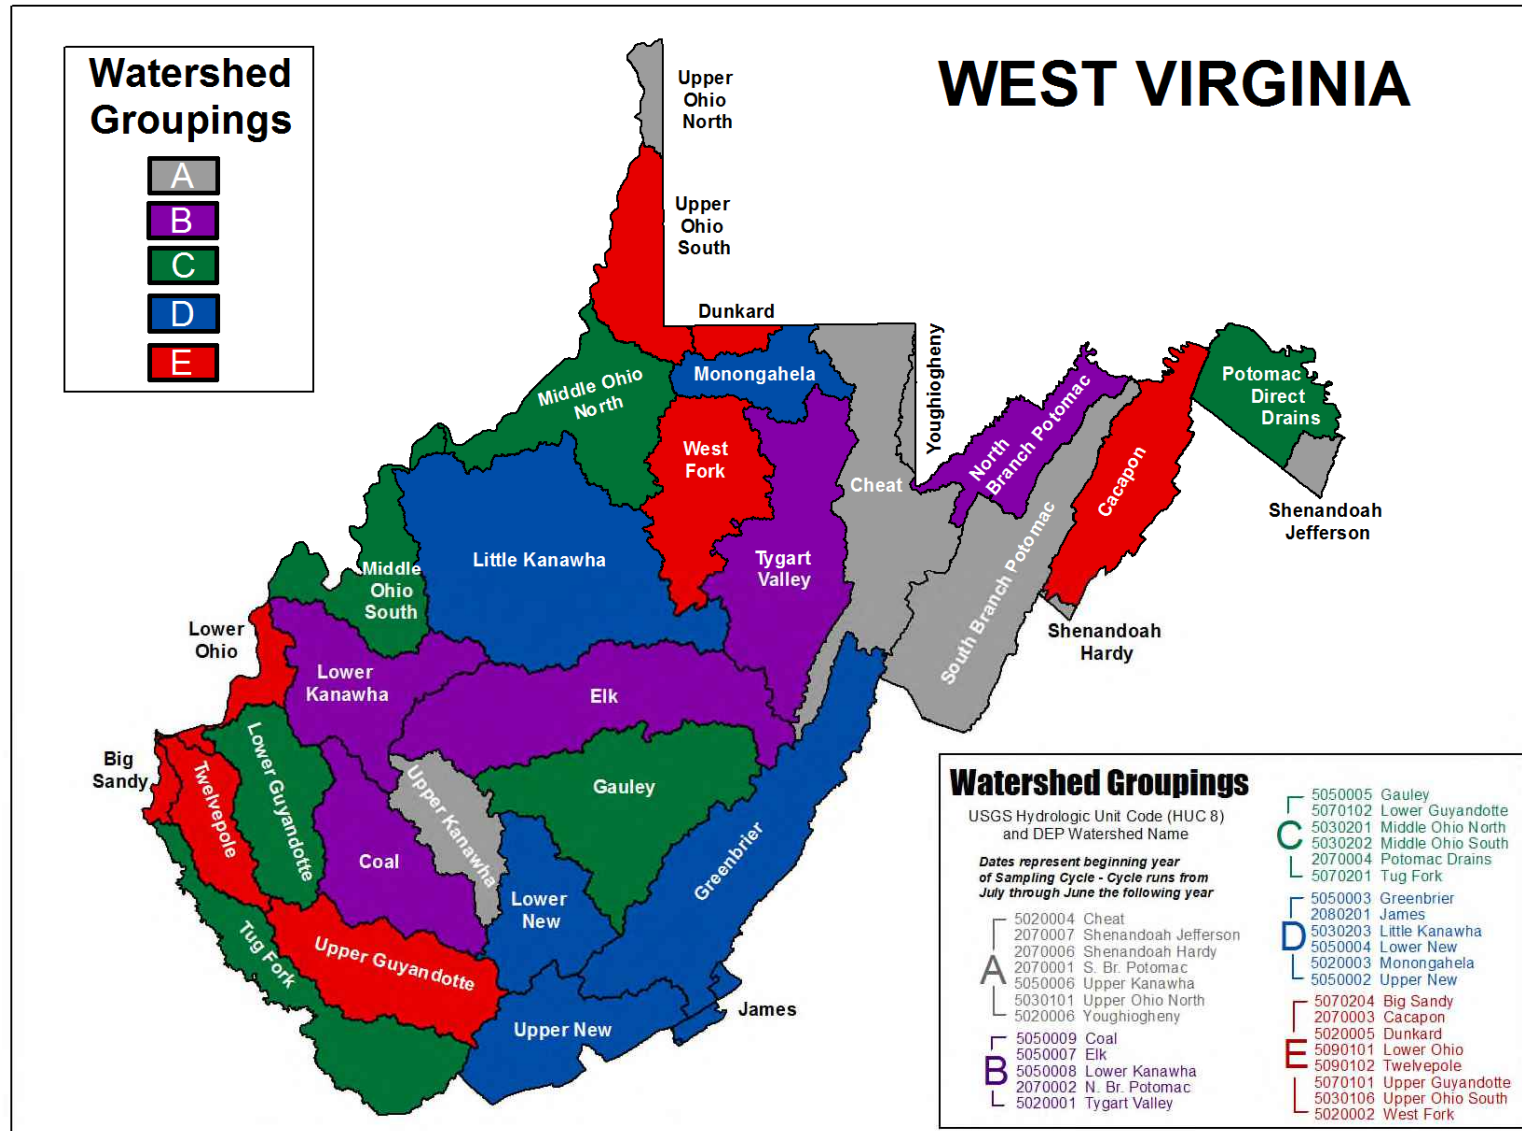 WEST VIRGINIA
Watershed
Groupings
A
B
C
D
E
Upper
Ohio
North
Upper
Ohio
South
Dunkard
Monongahela
Youghiogheny
Middle Ohio
North
West
Fork
Cheat
North
Branch Potomac
South Branch Potomac
Cacapon
Potomac
Direct
Drains
Shenandoah
Jefferson
Shenandoah
Hardy
Little Kanawha
Tygart
Valley
Middle
Ohio
South
Lower
Ohio
Lower
Kanawha
Elk
Big
Sandy
Twelvepole
Lower Guyandotte
Coal
Upper Kanawha
Gauley
Greenbrier
Lower
New
Tug Fork
Upper Guyandotte
Upper New
James
Watershed Groupings
USGS Hydrologic Unit Code (HUC 8)
and DEP Watershed Name
Dates represent beginning year
of Sampling Cycle - Cycle runs from
July through June the following year
A
5020004 Cheat
2070007 Shenandoah Jefferson
2070006 Shenandoah Hardy
2070001 S. Br. Potomac
5050006 Upper Kanawha
5030101 Upper Ohio North
5020006 Youghiogheny
B
5050009 Coal
5050007 Elk
5050008 Lower Kanawha
2070002 N. Br. Potomac
5020001 Tygart Valley
C
5050005 Gauley
5070102 Lower Guyandotte
5030201 Middle Ohio North
5030202 Middle Ohio South
2070004 Potomac Drains
5070201 Tug Fork
D
5050003 Greenbrier
2080201 James
5030203 Little Kanawha
5050004 Lower New
5020003 Monongahela
5050002 Upper New
E
5070204 Big Sandy
2070003 Cacapon
5020005 Dunkard
5090101 Lower Ohio
5090102 Twelvepole
5070101 Upper Guyandotte
5030106 Upper Ohio South
5020002 West Fork